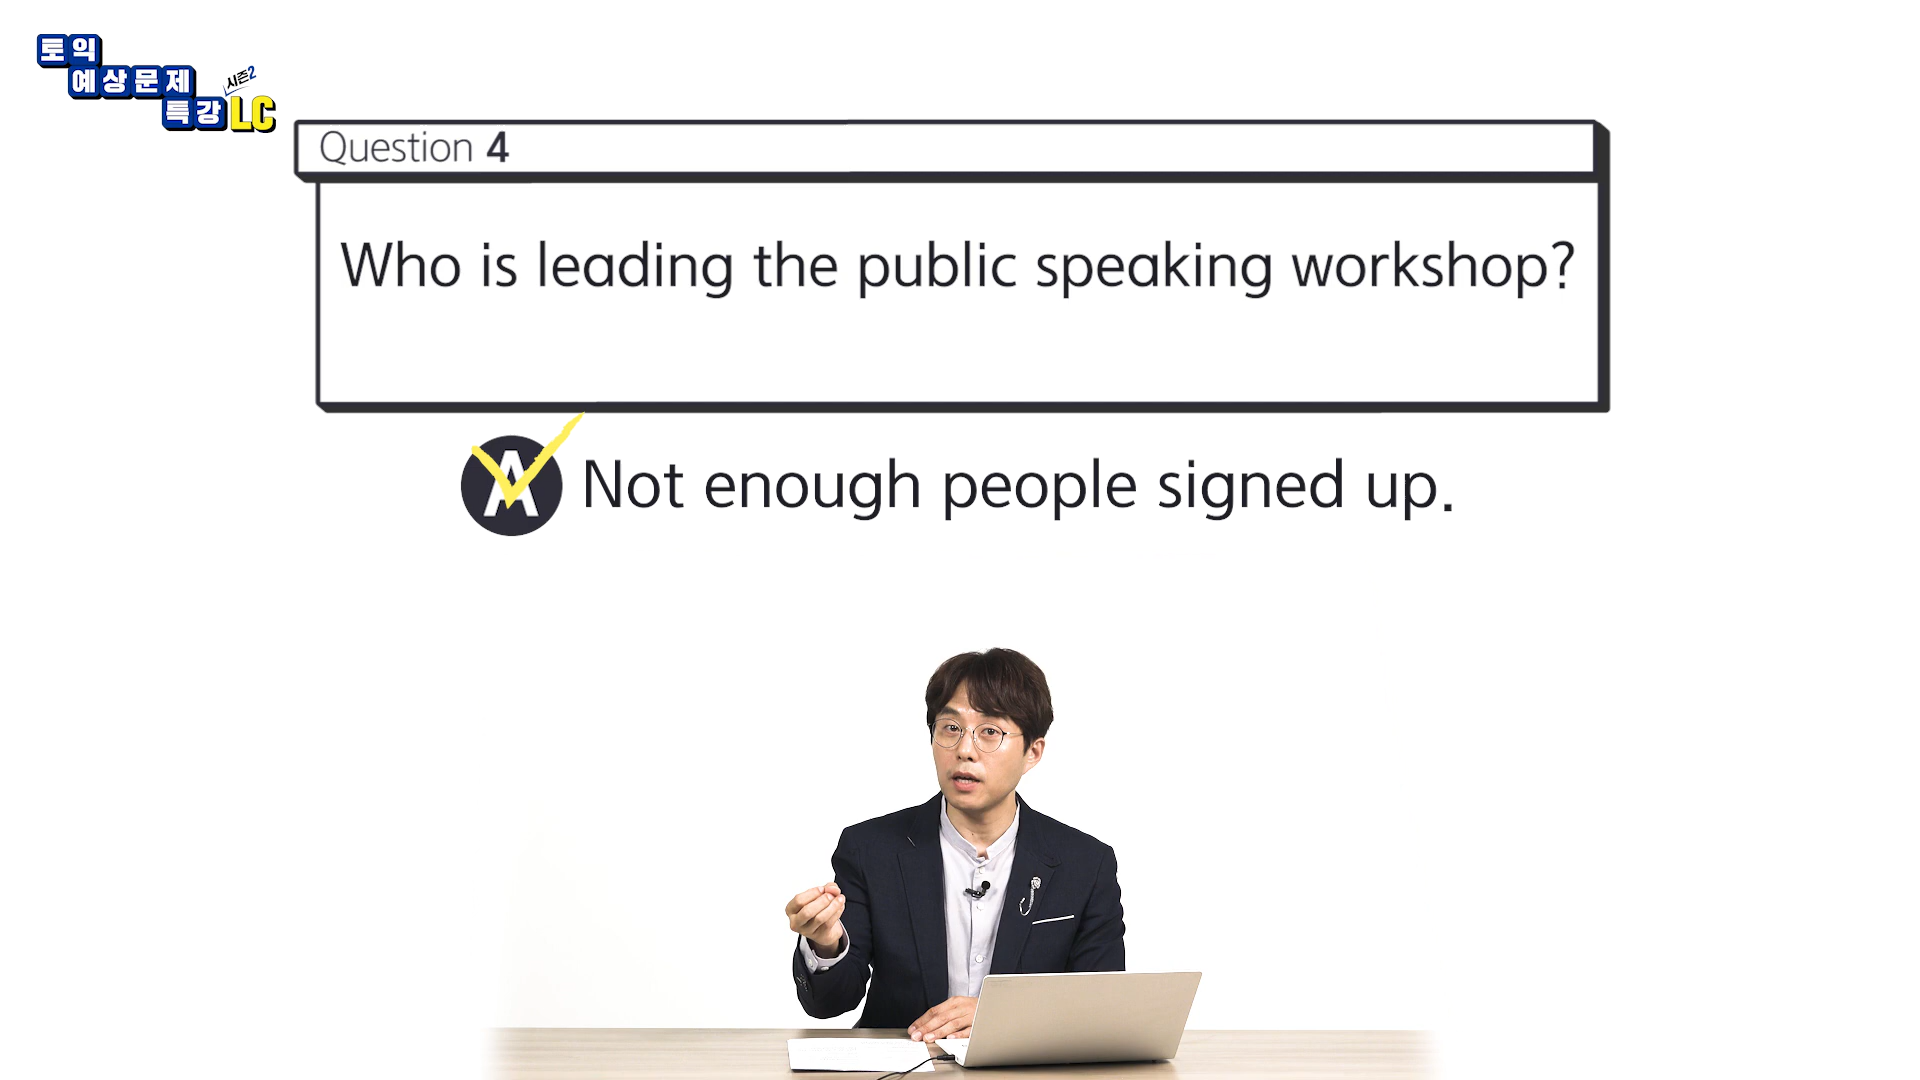 토익
예상문제
특강 LC
시즌2
Question 4
Who is leading the public speaking workshop?
A Not enough people signed up.